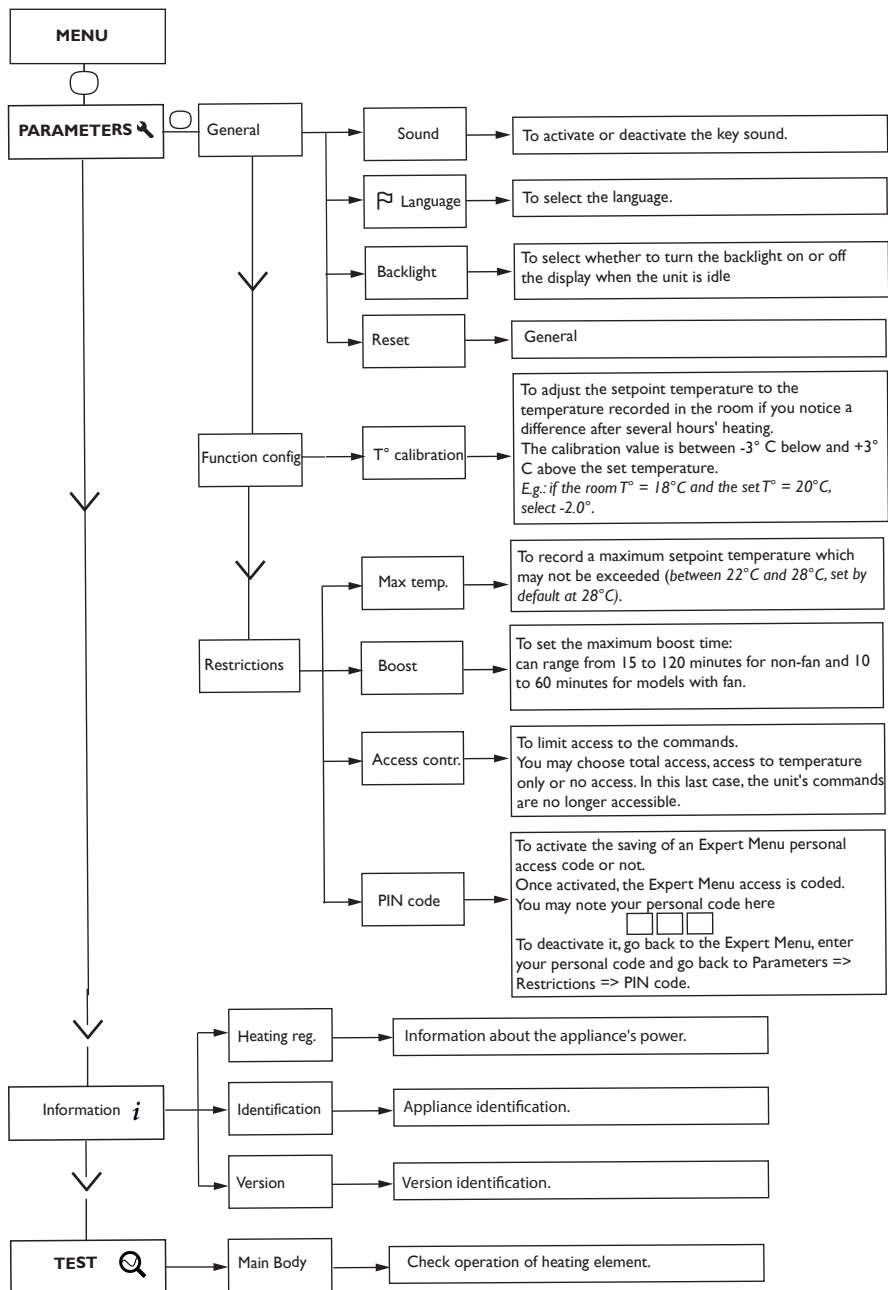 MENU
PARAMETERS
General
Sound
To activate or deactivate the key sound.
Language
To select the language.
Backlight
To select whether to turn the backlight on or off
the display when the unit is idle
Reset
General
Function config
T° calibration
To adjust the setpoint temperature to the
temperature recorded in the room if you notice a
difference after several hours' heating.
The calibration value is between -3° C below and +3°
C above the set temperature.
E.g.: if the room T° = 18°C and the set T° = 20°C,
select -2.0°.
Restrictions
Max temp.
To record a maximum setpoint temperature which
may not be exceeded (between 22°C and 28°C, set by
default at 28°C).
Boost
To set the maximum boost time:
can range from 15 to 120 minutes for non-fan and 10
to 60 minutes for models with fan.
Access contr.
To limit access to the commands.
You may choose total access, access to temperature
only or no access. In this last case, the unit's commands
are no longer accessible.
PIN code
To activate the saving of an Expert Menu personal
access code or not.
Once activated, the Expert Menu access is coded.
You may note your personal code here
To deactivate it, go back to the Expert Menu, enter
your personal code and go back to Parameters =>
Restrictions => PIN code.
Information i
Heating reg.
Information about the appliance's power.
Identification
Appliance identification.
Version
Version identification.
TEST
Main Body
Check operation of heating element.